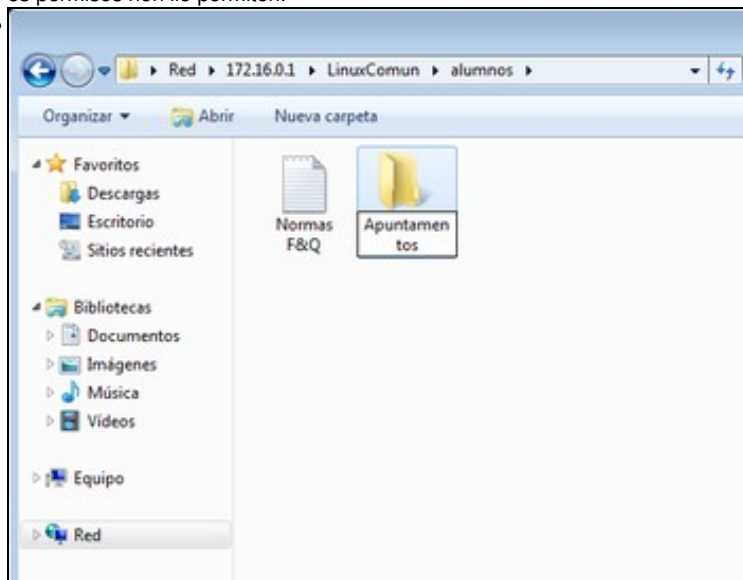 os permisos non llo permiten.
Red ▸ 172.16.0.1 ▸ LinuxComun ▸ alumnos ▸
Organizar Abrir Nueva carpeta
Favoritos
Descargas
Escritorio
Sitios recientes
Bibliotecas
Documentos
Imágenes
Música
Vídeos
Equipo
Red
Normas
F&Q
Apuntamen
tos